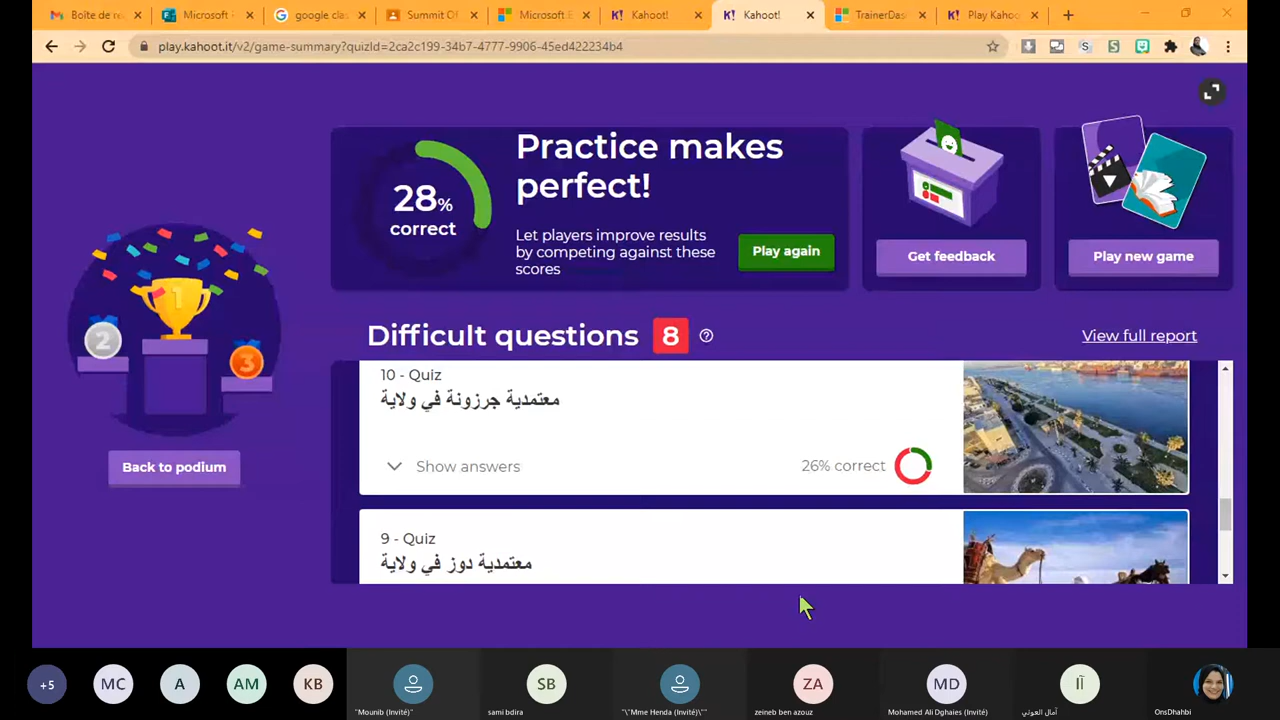 Boîte de re
Microsoft F
google cla
Summit Of
Microsoft E
Kahoot!
Kahoot!
TrainerDas
Play Kahoo
play.kahoot.it/v2/game-summary?quizId=2ca2c199-34b7-4777-9906-45ed422234b4
28%
correct
Practice makes
perfect!
Let players improve results
by competing against these
scores
Play again
Get feedback
Play new game
1
2
3
Back to podium
Difficult questions 8
View full report
10 - Quiz
معتمدية جرزونة في ولاية
Show answers
26% correct
9 - Quiz
معتمدية دوز في ولاية
+5
MC
A
AM
KB
SB
ZA
MD
آا
"Mounib (Invité)"
sami bdira
"\"Mme Henda (Invité)\""
zeineb ben azouz
Mohamed Ali Dghaies (Invité)
آمال العوني
OnsDhahbi